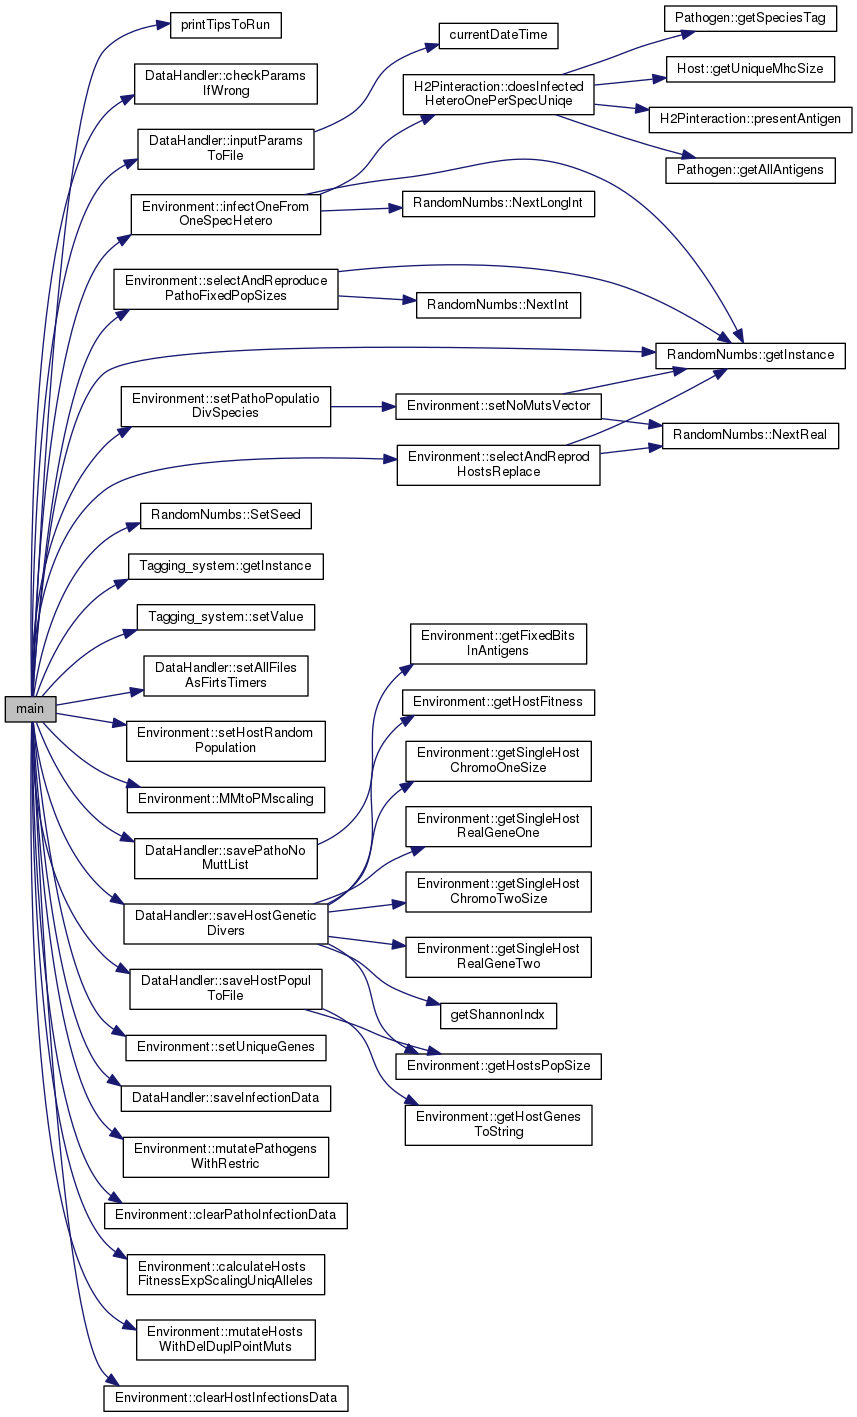 printTipsToRun
DataHandler::checkParams
IfWrong
DataHandler::inputParams
ToFile
Environment::infectOneFrom
OneSpecHetero
Environment::selectAndReproduce
PathoFixedPopSizes
Environment::setPathoPopulatio
DivSpecies
RandomNumbs::SetSeed
Tagging_system::getInstance
Tagging_system::setValue
DataHandler::setAllFiles
AsFirtsTimers
main
Environment::setHostRandom
Population
Environment::MMtoPMscaling
DataHandler::savePathoNo
MuttList
DataHandler::saveHostGenetic
Divers
DataHandler::saveHostPopul
ToFile
Environment::setUniqueGenes
DataHandler::saveInfectionData
Environment::mutatePathogens
WithRestric
Environment::clearPathoInfectionData
Environment::calculateHosts
FitnessExpScalingUniqAlleles
Environment::mutateHosts
WithDelDuplPointMuts
Environment::clearHostInfectionsData
currentDateTime
H2Pinteraction::doesInfected
HeteroOnePerSpecUniqe
RandomNumbs::NextLongInt
RandomNumbs::NextInt
Environment::setNoMutsVector
Environment::selectAndReprod
HostsReplace
Environment::getFixedBits
InAntigens
Environment::getHostFitness
Environment::getSingleHost
ChromoOneSize
Environment::getSingleHost
RealGeneOne
Environment::getSingleHost
ChromoTwoSize
Environment::getSingleHost
RealGeneTwo
getShannonIndx
Environment::getHostsPopSize
Environment::getHostGenes
ToString
Pathogen::getSpeciesTag
Host::getUniqueMhcSize
H2Pinteraction::presentAntigen
Pathogen::getAllAntigens
RandomNumbs::getInstance
RandomNumbs::NextReal